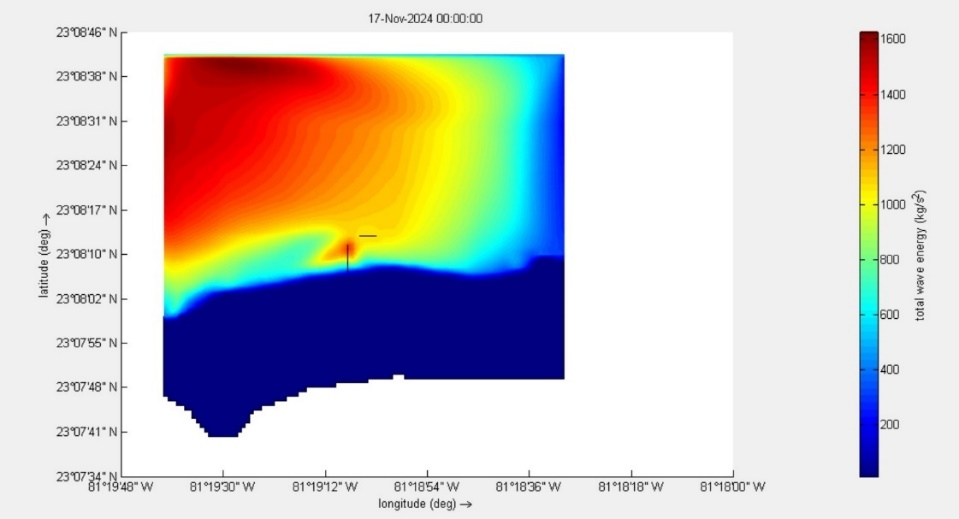 17-Nov-2024 00:00:00
23°08'46" N
23°08'38" N
23°08'31" N
23°08'24" N
23°08'17" N
23°08'10" N
23°08'02" N
23°07'55" N
23°07'48" N
23°07'41" N
23°07'34" N
latitude (deg) →
81°19'48" W 81°19'30" W 81°19'12" W 81°18'54" W 81°18'36" W 81°18'18" W 81°18'00" W
longitude (deg) →
1600
1400
1200
1000
800
600
400
200
total wave energy (kg/s²)